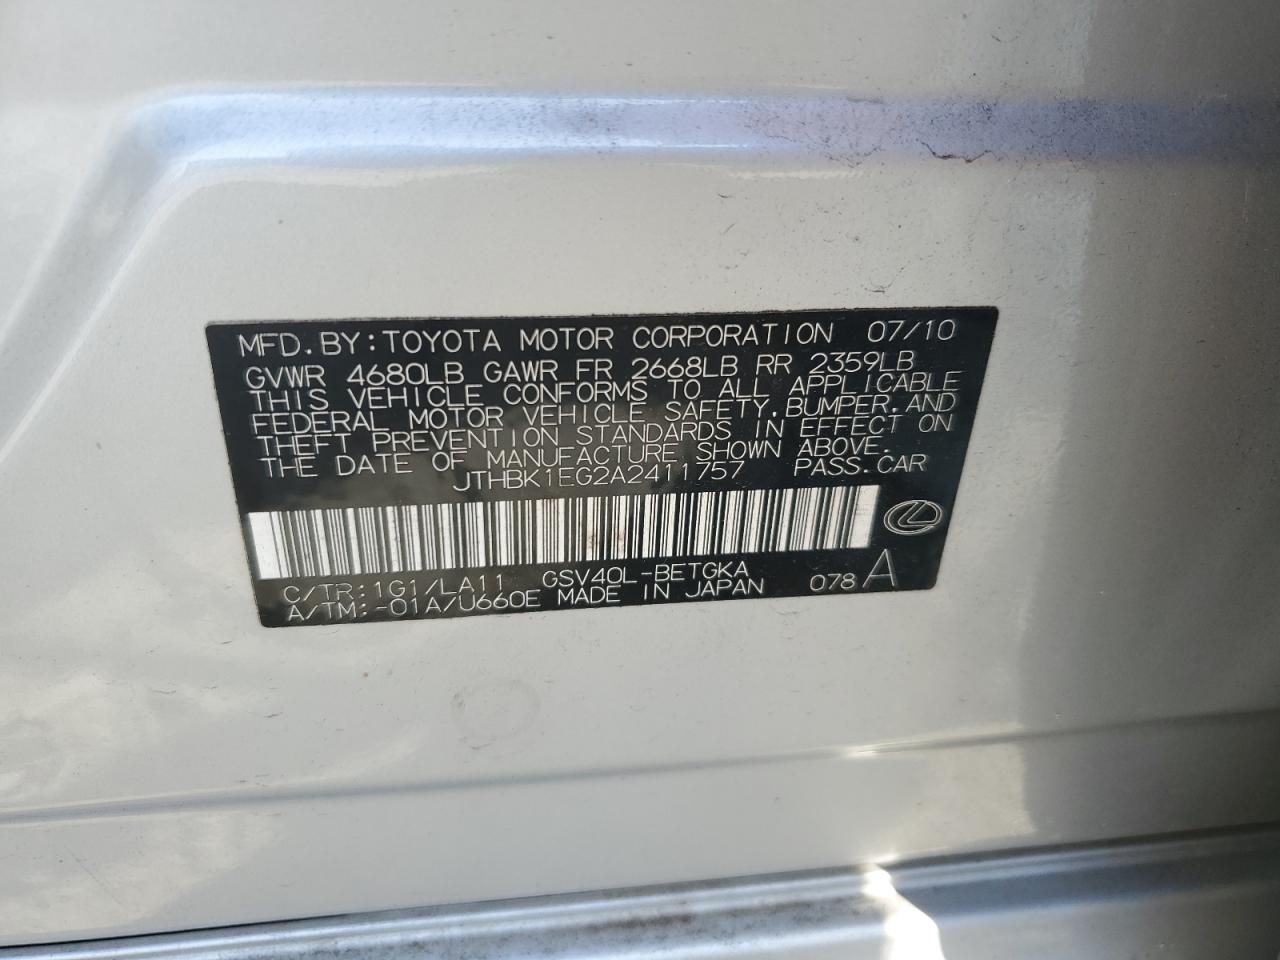 MFD.BY:TOYOTA MOTOR CORPORATION 07/10
GVWR 4680LB GAWR FR 2668LB RR 2359LB
THIS VEHICLE CONFORMS TO ALL APPLICABLE
FEDERAL MOTOR VEHICLE SAFETY,BUMPER,AND
THEFT PREVENTION STANDARDS IN EFFECT ON
THE DATE OF MANUFACTURE SHOWN ABOVE.
JTHBK1EG2A2411757 PASS.CAR
C/TR:1G1/LA11 GSV40L-BETGKA 078 A
A/TM:-01A/U660E MADE IN JAPAN